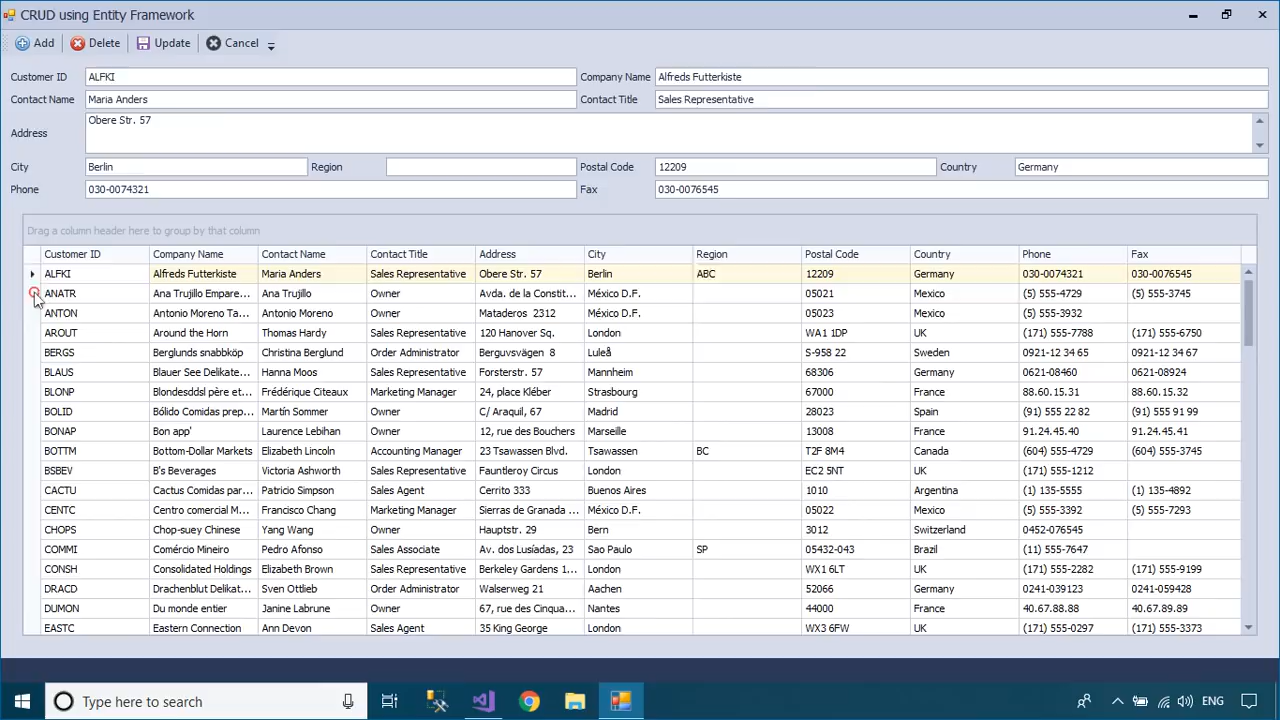 CRUD using Entity Framework
Add Delete Update Cancel
Customer ID ALFKI Company Name Alfreds Futterkiste
Contact Name Maria Anders Contact Title Sales Representative
Address Obere Str. 57
City Berlin Region Postal Code 12209 Country Germany
Phone 030-0074321 Fax 030-0076545
Drag a column header here to group by that column
Customer ID Company Name Contact Name Contact Title Address City Region Postal Code Country Phone Fax
ALFKI Alfreds Futterkiste Maria Anders Sales Representative Obere Str. 57 Berlin ABC 12209 Germany 030-0074321 030-0076545
ANATR Ana Trujillo Empare... Ana Trujillo Owner Avda. de la Constit... México D.F. 05021 Mexico (5) 555-4729 (5) 555-3745
ANTON Antonio Moreno Ta... Antonio Moreno Owner Mataderos 2312 México D.F. 05023 Mexico (5) 555-3932
AROUT Around the Horn Thomas Hardy Sales Representative 120 Hanover Sq. London WA1 1DP UK (171) 555-7788 (171) 555-6750
BERGS Berglunds snabbköp Christina Berglund Order Administrator Berguvsvägen 8 Luleå S-958 22 Sweden 0921-12 34 65 0921-12 34 67
BLAUS Blauer See Delikate... Hanna Moos Sales Representative Forsterstr. 57 Mannheim 68306 Germany 0621-08460 0621-08924
BLONP Blondesddsl père et... Frédérique Citeaux Marketing Manager 24, place Kléber Strasbourg 67000 France 88.60.15.31 88.60.15.32
BOLID Bólido Comidas prep... Martín Sommer Owner C/ Araquil, 67 Madrid 28023 Spain (91) 555 22 82 (91) 555 91 99
BONAP Bon app' Laurence Lebihan Owner 12, rue des Bouchers Marseille 13008 France 91.24.45.40 91.24.45.41
BOTTM Bottom-Dollar Markets Elizabeth Lincoln Accounting Manager 23 Tsawassen Blvd. Tsawassen BC T2F 8M4 Canada (604) 555-4729 (604) 555-3745
BSBEV B's Beverages Victoria Ashworth Sales Representative Fauntleroy Circus London EC2 5NT UK (171) 555-1212
CACTU Cactus Comidas par... Patricio Simpson Sales Agent Cerrito 333 Buenos Aires 1010 Argentina (1) 135-5555 (1) 135-4892
CENTC Centro comercial M... Francisco Chang Marketing Manager Sierras de Granada ... México D.F. 05022 Mexico (5) 555-3392 (5) 555-7293
CHOPS Chop-suey Chinese Yang Wang Owner Hauptstr. 29 Bern 3012 Switzerland 0452-076545
COMMI Comércio Mineiro Pedro Afonso Sales Associate Av. dos Lusíadas, 23 Sao Paulo SP 05432-043 Brazil (11) 555-7647
CONSH Consolidated Holdings Elizabeth Brown Sales Representative Berkeley Gardens 1... London WX1 6LT UK (171) 555-2282 (171) 555-9199
DRACD Drachenblut Delikat... Sven Ottlieb Order Administrator Walserweg 21 Aachen 52066 Germany 0241-039123 0241-059428
DUMON Du monde entier Janine Labrune Owner 67, rue des Cinqua... Nantes 44000 France 40.67.88.88 40.67.89.89
EASTC Eastern Connection Ann Devon Sales Agent 35 King George London WX3 6FW UK (171) 555-0297 (171) 555-3373
Type here to search ENG